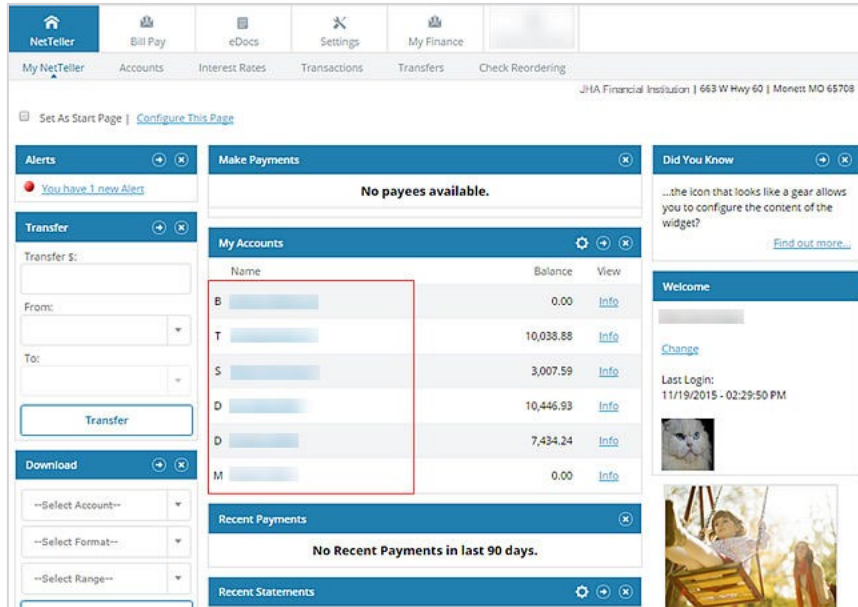 NetTeller
Bill Pay
eDocs
Settings
My Finance
My NetTeller
Accounts
Interest Rates
Transactions
Transfers
Check Reordering
JHA Financial Institution | 663 W Hwy 60 | Monett MO 65708
Set As Start Page | Configure This Page
Alerts
You have 1 new Alert
Transfer
Transfer $:
From:
To:
Transfer
Download
--Select Account--
--Select Format--
--Select Range--
Make Payments
No payees available.
My Accounts
Name Balance View
B 0.00 Info
T 10,038.88 Info
S 3,007.59 Info
D 10,446.93 Info
D 7,434.24 Info
M 0.00 Info
Recent Payments
No Recent Payments in last 90 days.
Recent Statements
Did You Know
...the icon that looks like a gear allows
you to configure the content of the
widget?
Find out more...
Welcome
Change
Last Login:
11/19/2015 - 02:29:50 PM